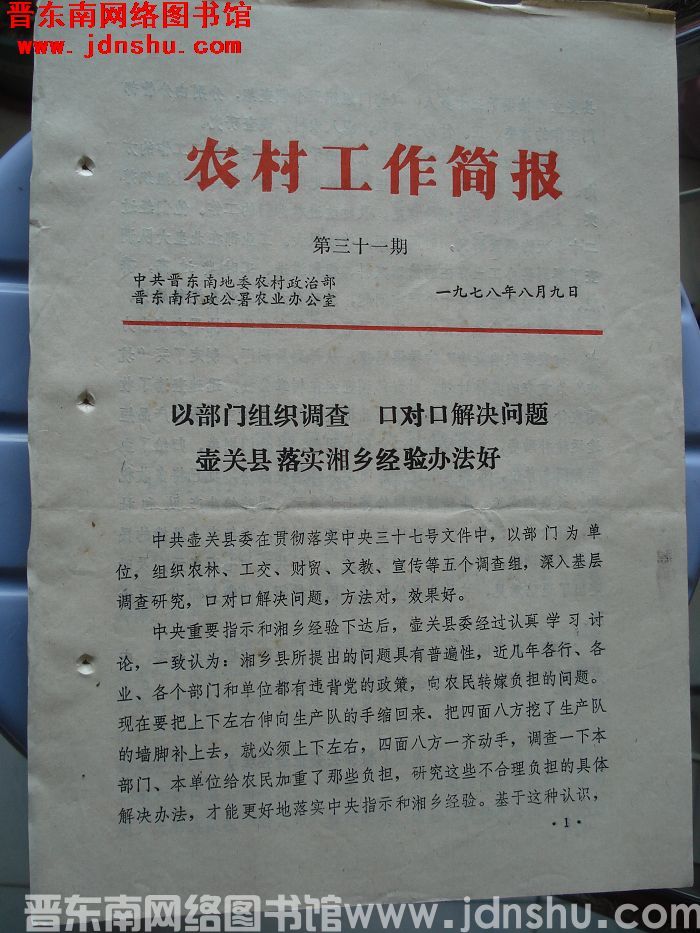 晋东南网络图书馆
www.jdnshu.com
农村工作简报
第三十一期
中共晋东南地委农村政治部
晋东南行政公署农业办公室
一九七八年八月九日
以部门组织调查 口对口解决问题
壶关县落实湘乡经验办法好
中共壶关县委在贯彻落实中央三十七号文件中，以部门为单
位，组织农林、工交、财贸、文教、宣传等五个调查组，深入基层
调查研究，口对口解决问题，方法对，效果好。
中央重要指示和湘乡经验下达后，壶关县委经过认真学习讨
论，一致认为：湘乡县所提出的问题具有普遍性，近几年各行、各
业、各个部门和单位都有违背党的政策，向农民转嫁负担的问题。
现在要把上下左右伸向生产队的手缩回来，把四面八方挖了生产队
的墙脚补上去，就必须上下左右，四面八方一齐动手，调查一下本
部门、本单位给农民加重了那些负担，研究这些不合理负担的具体
解决办法，才能更好地落实中央指示和湘乡经验。基于这种认识，
·1·
晋东南网络图书馆 www.jdnshu.com